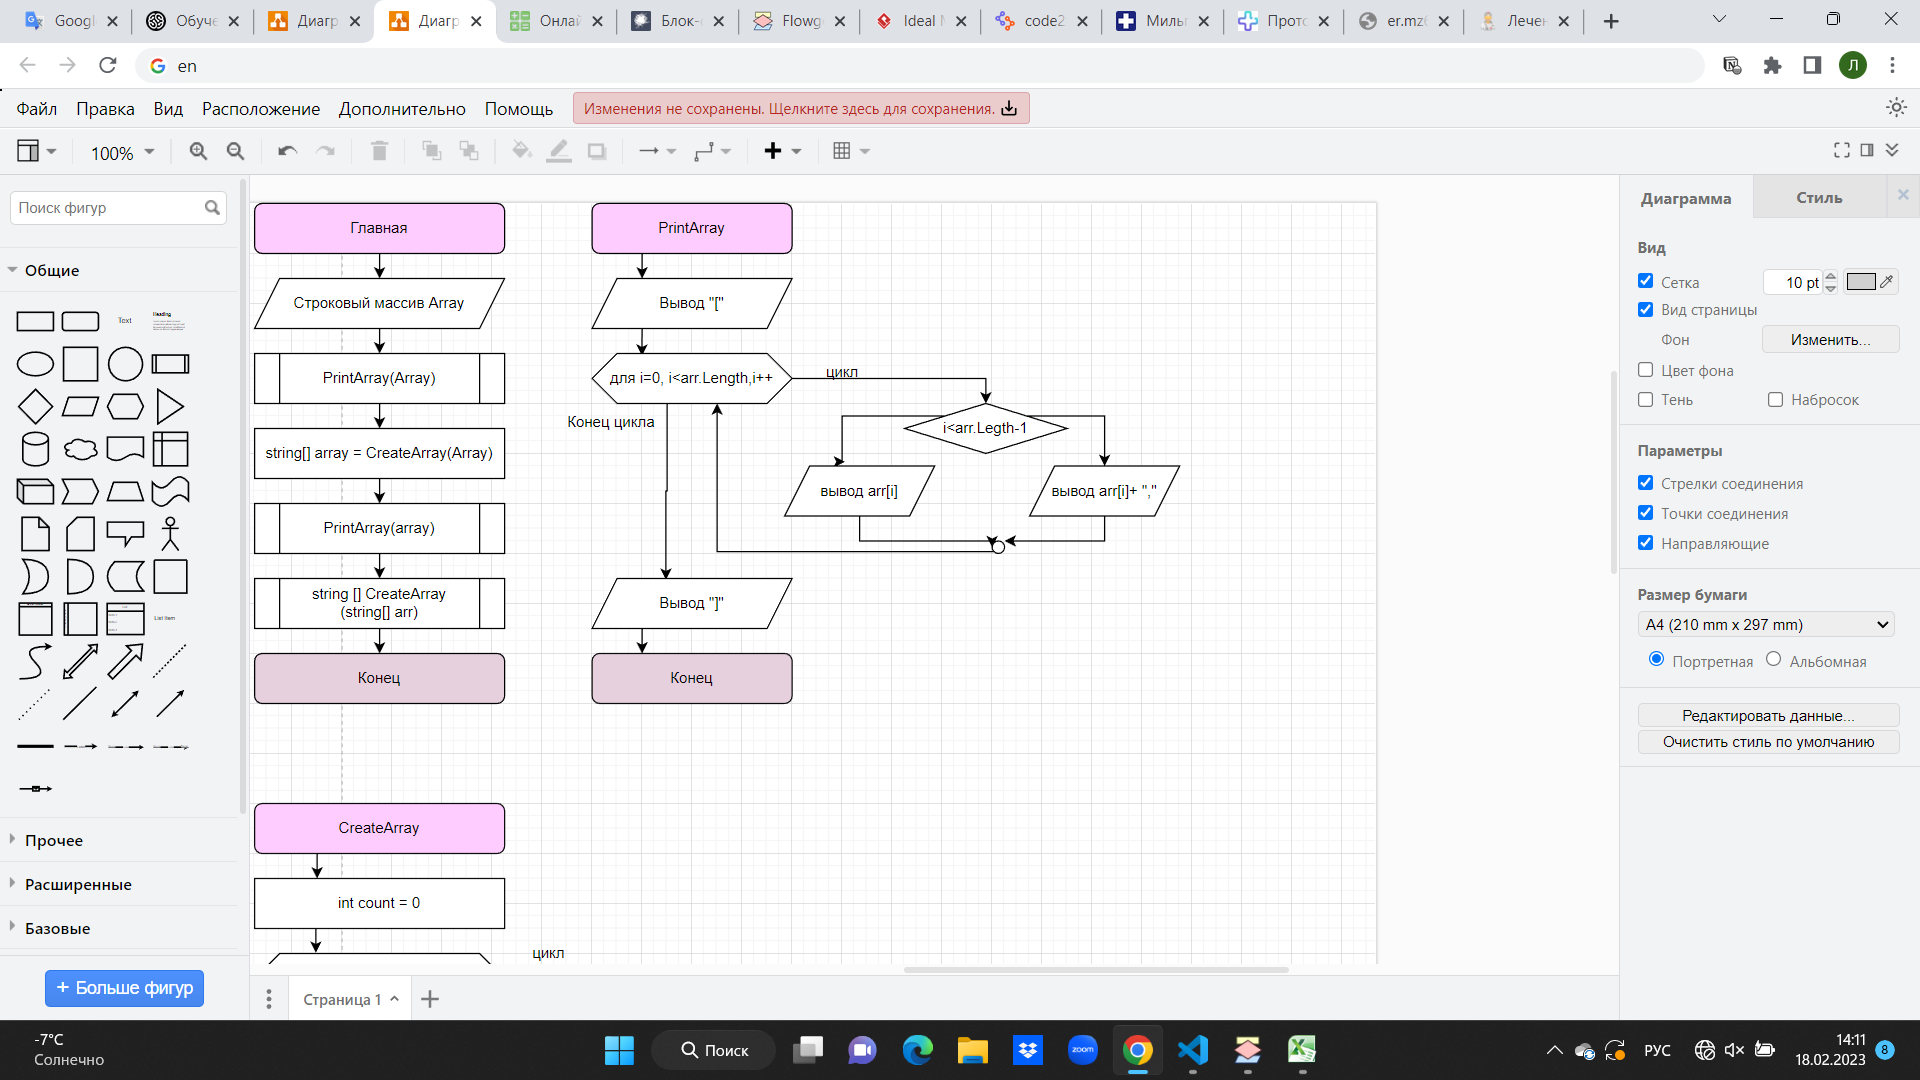 Googl
Обуче
Диагр
Диагр
Онлай
Блок-
Flowg
Ideal M
code2
Милы
Прото
er.mz
Лечен
en
Л
Файл Правка Вид Расположение Дополнительно Помощь
Изменения не сохранены. Щелкните здесь для сохранения.
100%
Поиск фигур
Общие
Text
Heading
List Item
Прочее
Расширенные
Базовые
+ Больше фигур
Главная
Строковый массив Array
PrintArray(Array)
string[] array = CreateArray(Array)
PrintArray(array)
string [] CreateArray
(string[] arr)
Конец
CreateArray
int count = 0
цикл
PrintArray
Вывод "["
для i=0, i<arr.Length,i++
цикл
Конец цикла
i<arr.Legth-1
вывод arr[i]
вывод arr[i]+ ","
Вывод "]"
Конец
Страница 1
Диаграмма
Стиль
Вид
Сетка
10 pt
Вид страницы
Фон
Изменить...
Цвет фона
Тень
Набросок
Параметры
Стрелки соединения
Точки соединения
Направляющие
Размер бумаги
A4 (210 mm x 297 mm)
Портретная
Альбомная
Редактировать данные...
Очистить стиль по умолчанию
-7°C
Солнечно
Поиск
zoom
РУС
14:11
18.02.2023
8